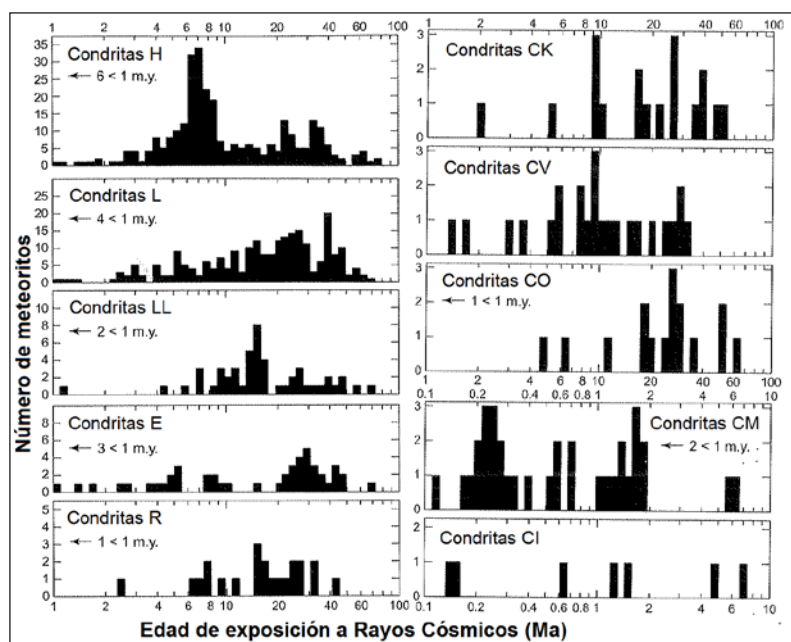 1 2 4 6 8 10 20 40 60 100
1 2 4 6 8 10 20 40 60 100
35
30
25
20
15
10
5
0
Condritas H
← 6 < 1 m.y.
25
20
15
10
5
0
Condritas L
← 4 < 1 m.y.
10
8
6
4
2
0
Condritas LL
← 2 < 1 m.y.
8
6
4
2
0
Condritas E
← 3 < 1 m.y.
5
4
3
2
1
0
Condritas R
← 1 < 1 m.y.
1 2 4 6 8 10 20 40 60 100
Número de meteoritos
3
2
1
0
Condritas CK
3
2
1
0
Condritas CV
3
2
1
0
Condritas CO
← 1 < 1 m.y.
1 2 4 6 8 10 20 40 60 100
0.1 0.2 0.4 0.6 0.8 1 2 4 6 10
3
2
1
0
Condritas CM
← 2 < 1 m.y.
2
1
0
Condritas CI
0.1 0.2 0.4 0.6 0.8 1 2 4 6 10
Edad de exposición a Rayos Cósmicos (Ma)